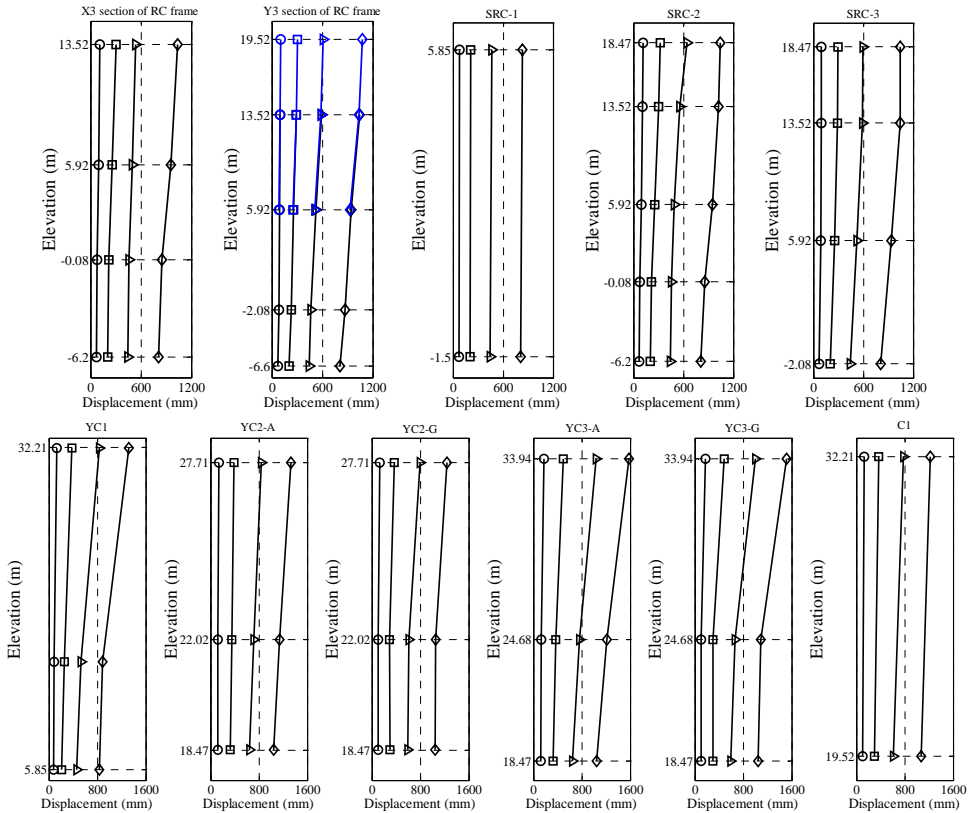 X3 section of RC frame
13.52
5.92
-0.08
-6.2
0 600 1200
Elevation (m)
Displacement (mm)
Y3 section of RC frame
19.52
13.52
5.92
-2.08
-6.6
0 600 1200
Elevation (m)
Displacement (mm)
SRC-1
5.85
-1.5
0 600 1200
Elevation (m)
Displacement (mm)
SRC-2
18.47
13.52
5.92
-0.08
-6.2
0 600 1200
Elevation (m)
Displacement (mm)
SRC-3
18.47
13.52
5.92
-2.08
0 600 1200
Elevation (m)
Displacement (mm)
YC1
32.21
5.85
0 800 1600
Elevation (m)
Displacement (mm)
YC2-A
27.71
22.02
18.47
0 800 1600
Elevation (m)
Displacement (mm)
YC2-G
27.71
22.02
18.47
0 800 1600
Elevation (m)
Displacement (mm)
YC3-A
33.94
24.68
18.47
0 800 1600
Elevation (m)
Displacement (mm)
YC3-G
33.94
24.68
18.47
0 800 1600
Elevation (m)
Displacement (mm)
C1
32.21
19.52
0 800 1600
Elevation (m)
Displacement (mm)